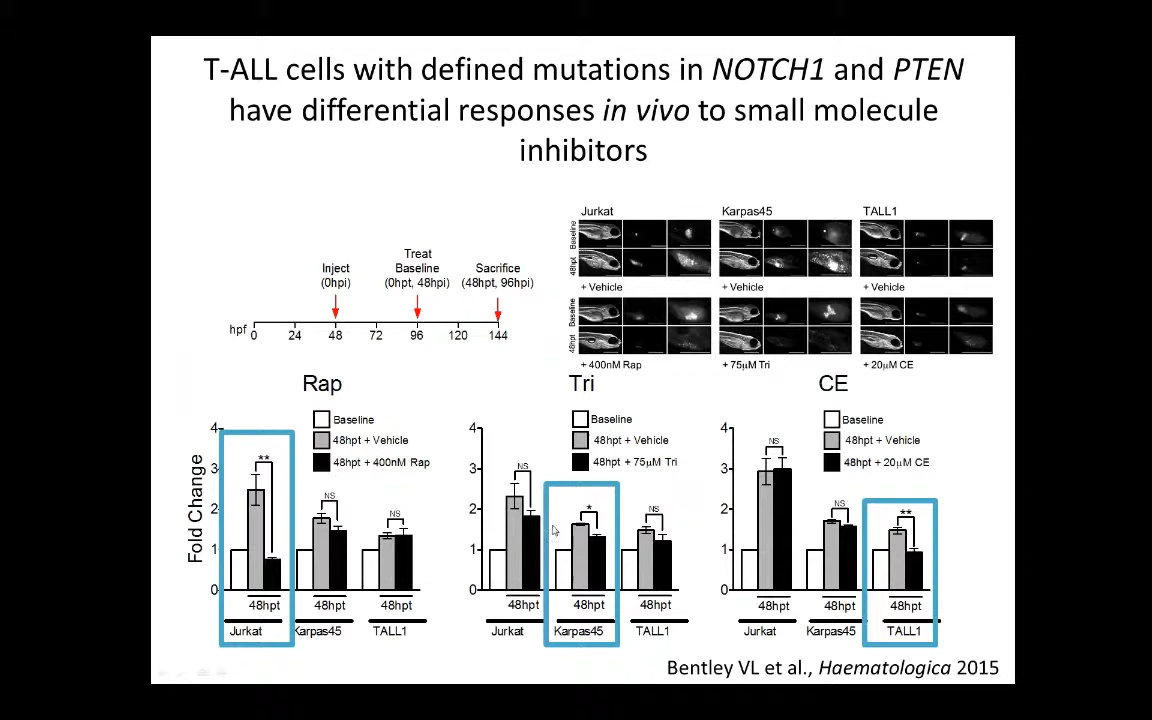 T-ALL cells with defined mutations in NOTCH1 and PTEN
have differential responses in vivo to small molecule
inhibitors
Jurkat
Karpas45
TALL1
Baseline
48hpt
+ Vehicle
+ Vehicle
+ Vehicle
Baseline
48hpt
+ 400nM Rap
+ 75µM Tri
+ 20µM CE
Inject
(0hpi)
Treat
Baseline
(0hpt, 48hpi)
Sacrifice
(48hpt, 96hpi)
hpf
0
24
48
72
96
120
144
Rap
Baseline
48hpt + Vehicle
48hpt + 400nM Rap
Fold Change
4
3
2
1
0
**
NS
NS
48hpt
48hpt
48hpt
Jurkat
Karpas45
TALL1
Tri
Baseline
48hpt + Vehicle
48hpt + 75µM Tri
4
3
2
1
0
NS
*
NS
48hpt
48hpt
48hpt
Jurkat
Karpas45
TALL1
CE
Baseline
48hpt + Vehicle
48hpt + 20µM CE
4
3
2
1
0
NS
NS
**
48hpt
48hpt
48hpt
Jurkat
Karpas45
TALL1
Bentley VL et al., Haematologica 2015